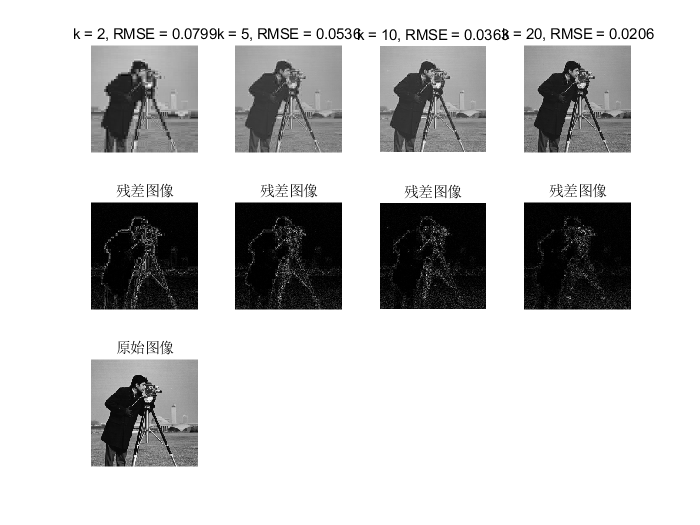 k = 2, RMSE = 0.0799
k = 5, RMSE = 0.0536
k = 10, RMSE = 0.0368
k = 20, RMSE = 0.0206
残差图像
残差图像
残差图像
残差图像
原始图像